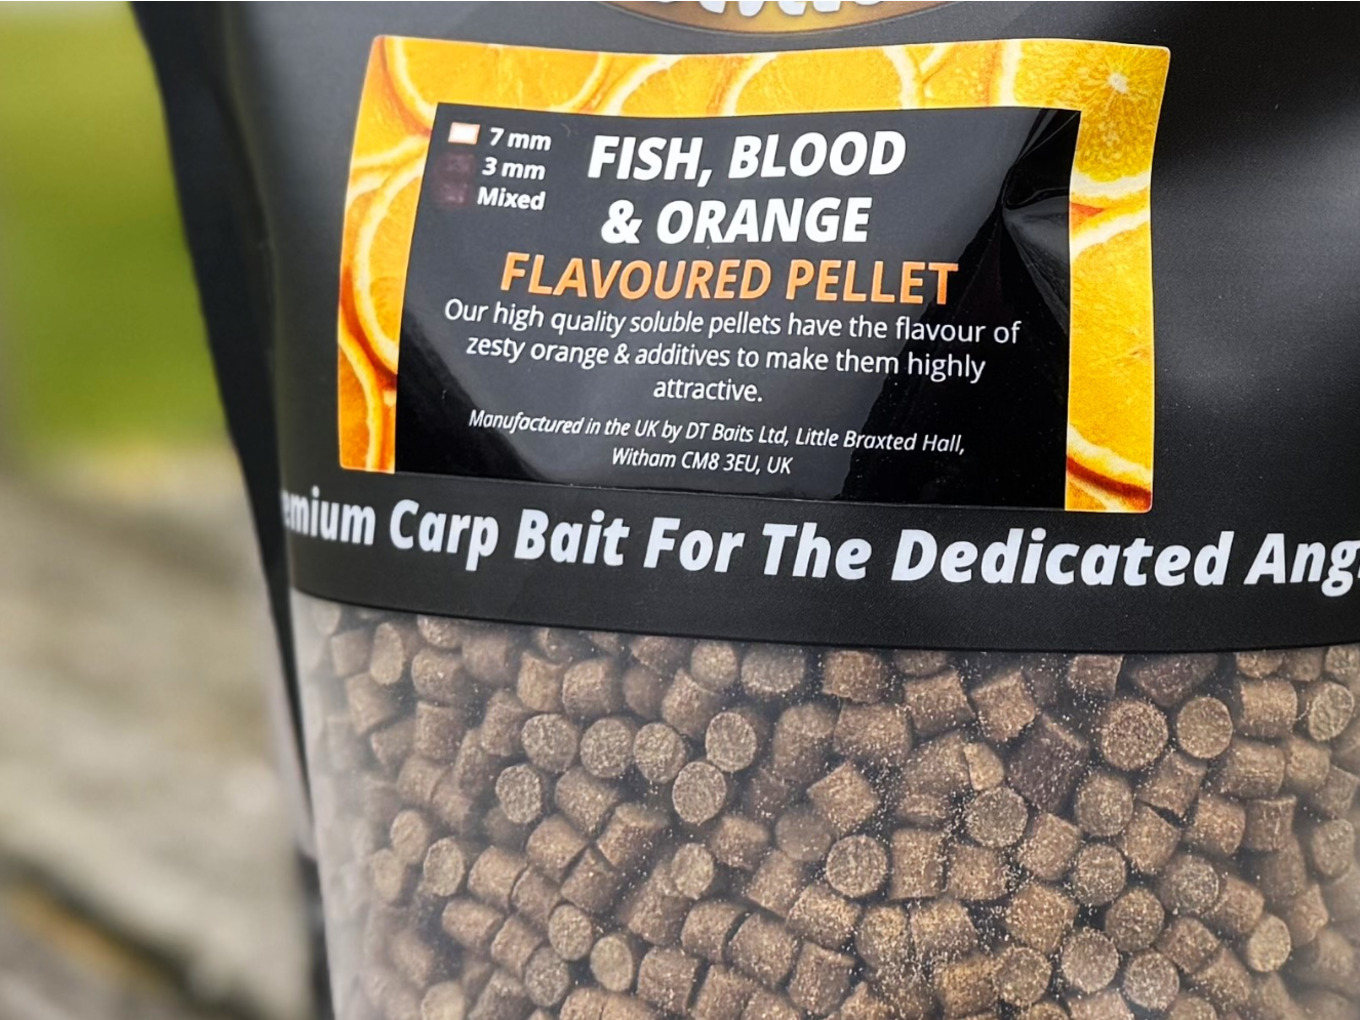 7 mm
3 mm
Mixed
FISH, BLOOD
& ORANGE
FLAVOURED PELLET
Our high quality soluble pellets have the flavour of
zesty orange & additives to make them highly
attractive.
Manufactured in the UK by DT Baits Ltd, Little Braxted Hall,
Witham CM8 3EU, UK
emium Carp Bait For The Dedicated Ang